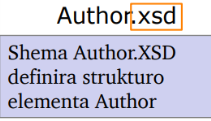 Author.xsd
Shema Author.XSD
definira strukturo
elementa Author